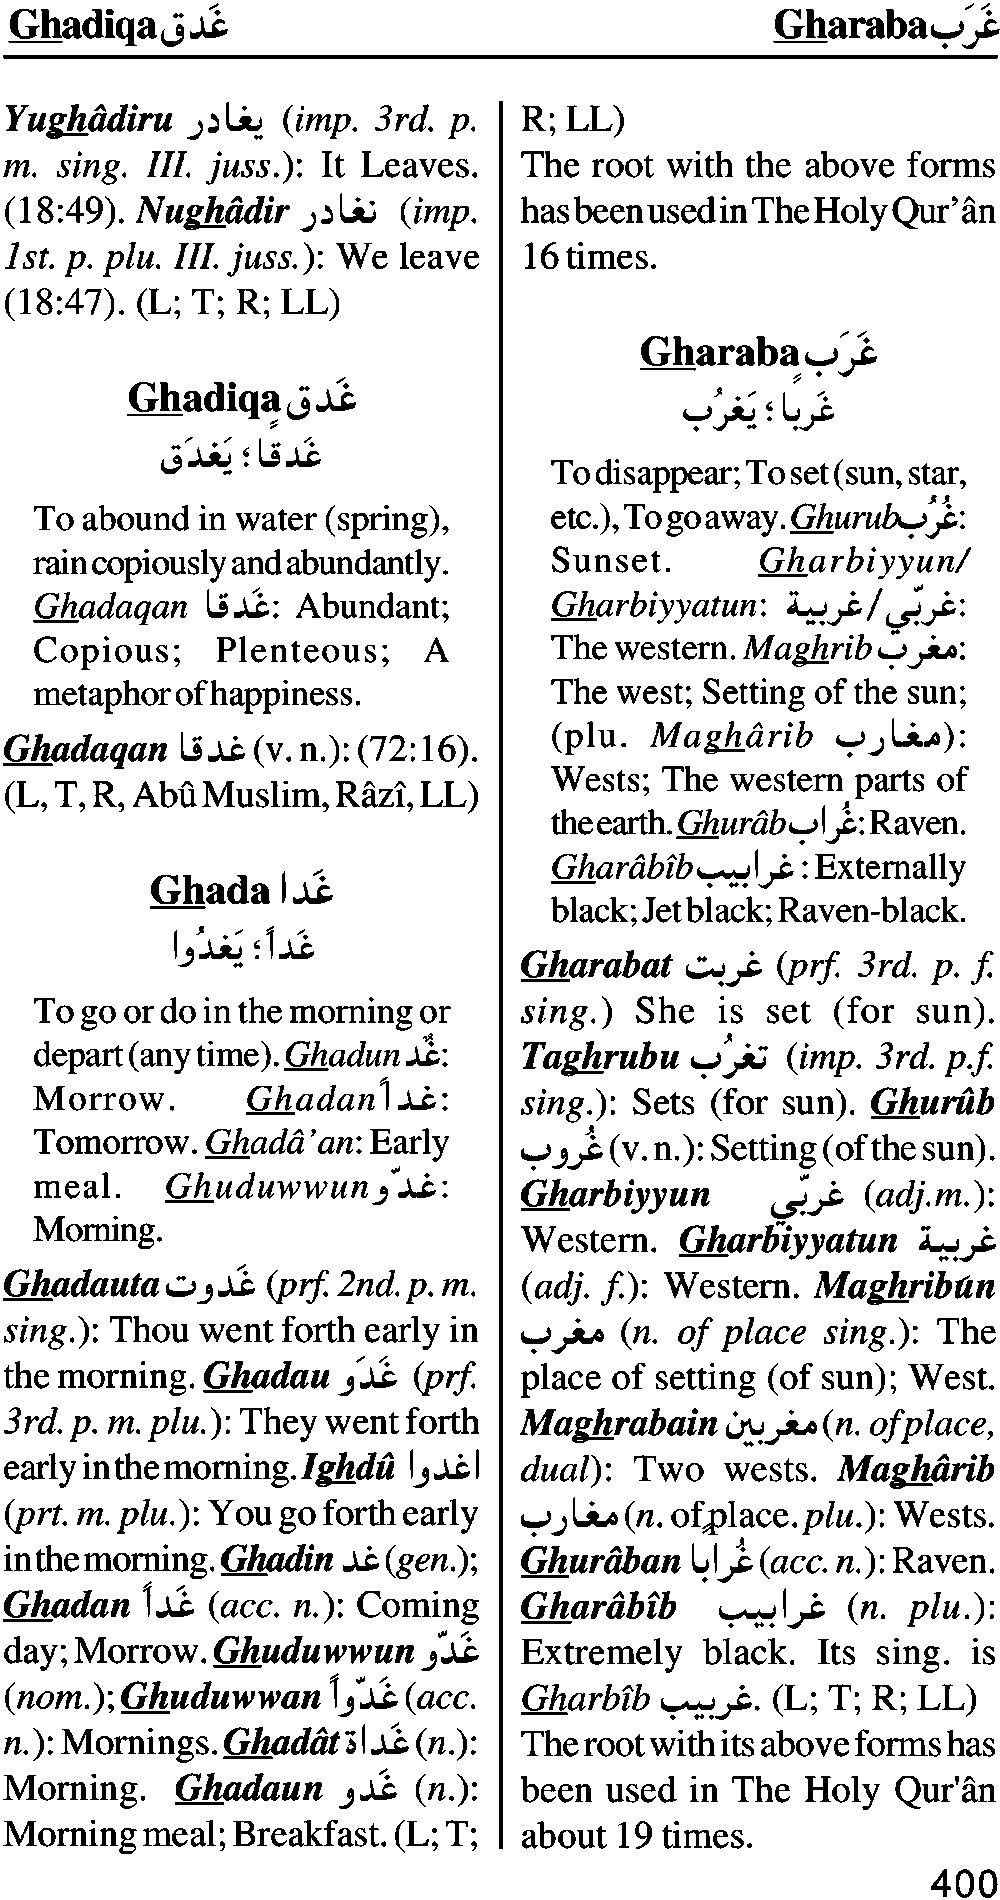 Ghadiqa غَدق
Gharaba غَرَب
Yughâdiru يغادر (imp. 3rd. p.
m. sing. III. juss.): It Leaves.
(18:49). Nughâdir نغادر (imp.
1st. p. plu. III. juss.): We leave
(18:47). (L; T; R; LL)
Ghadiqa غَدق
غَدقاً؛ يَغدَق
To abound in water (spring),
rain copiously and abundantly.
Ghadaqan غَدقا: Abundant;
Copious; Plenteous; A
metaphor of happiness.
Ghadaqan غدقا (v. n.): (72:16).
(L, T, R, Abû Muslim, Râzî, LL)
Ghada غَدا
غَدأ؛ يَغدُوا
To go or do in the morning or
depart (any time). Ghadun غٌد:
Morrow. Ghadan غدأ:
Tomorrow. Ghadâ'an: Early
meal. Ghuduwwun غدّو:
Morning.
Ghadauta غَدوت (prf. 2nd. p. m.
sing.): Thou went forth early in
the morning. Ghadau غَدَو (prf.
3rd. p. m. plu.): They went forth
early in the morning. Ighdû اغدوا
(prt. m. plu.): You go forth early
in the morning. Ghadin غد (gen.);
Ghadan غَدأ (acc. n.): Coming
day; Morrow. Ghuduwwun غَدّو
(nom.); Ghuduwwan غَدّوأ (acc.
n.): Mornings. Ghadât غَداة (n.):
Morning. Ghadaun غَدو (n.):
Morning meal; Breakfast. (L; T;
R; LL)
The root with the above forms
has been used in The Holy Qur'ân
16 times.
Gharaba غَرَب
غَرباً؛ يَغرُب
To disappear; To set (sun, star,
etc.), To go away. Ghurub غُرُب:
Sunset. Gharbiyyun/
Gharbiyyatun: غربّي/غربية:
The western. Maghrib مغرب:
The west; Setting of the sun;
(plu. Maghârib مغارب):
Wests; The western parts of
the earth. Ghurâb غُراب: Raven.
Gharâbîb غرابيب: Externally
black; Jet black; Raven-black.
Gharabat غربت (prf. 3rd. p. f.
sing.) She is set (for sun).
Taghrubu تغرُب (imp. 3rd. p.f.
sing.): Sets (for sun). Ghurûb
غُروب (v. n.): Setting (of the sun).
Gharbiyyun غربّي (adj.m.):
Western. Gharbiyyatun غربية
(adj. f.): Western. Maghribún
مغرب (n. of place sing.): The
place of setting (of sun); West.
Maghrabain مغربين (n. of place,
dual): Two wests. Maghârib
مغارب (n. of place. plu.): Wests.
Ghurâban غُرابا (acc. n.): Raven.
Gharâbîb غرابيب (n. plu.):
Extremely black. Its sing. is
Gharbîb غربيب. (L; T; R; LL)
The root with its above forms has
been used in The Holy Qur'ân
about 19 times.
400